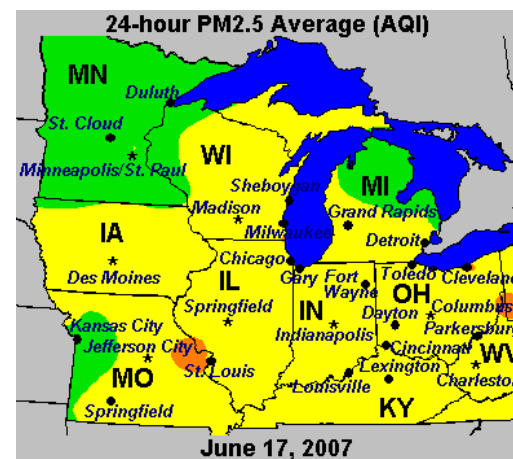 24-hour PM2.5 Average (AQI)
MN
Duluth
St. Cloud
Minneapolis/St. Paul
WI
Sheboygan
MI
Madison
Grand Rapids
Milwaukee
IA
Detroit
Chicago
Des Moines
IL
Gary
Fort
Wayne
Toledo
Cleveland
Springfield
IN
OH
Columbus
Kansas City
Indianapolis
Dayton
Parkersburg
Jefferson City
Cincinnati
WV
MO
St. Louis
Lexington
Charleston
Louisville
Springfield
KY
June 17, 2007